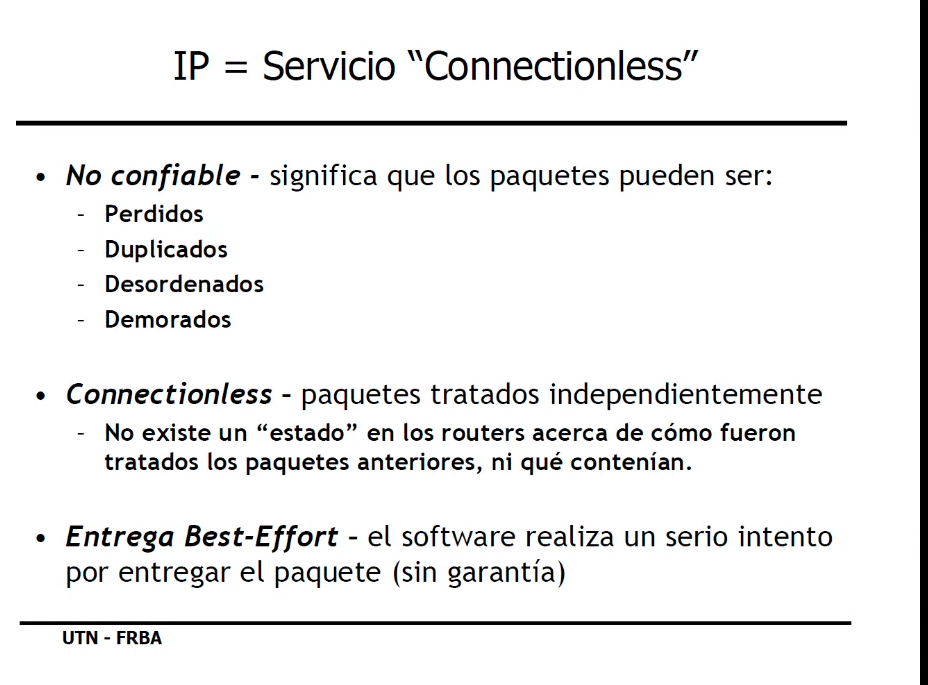 IP = Servicio “Connectionless”
• No confiable - significa que los paquetes pueden ser:
– Perdidos
– Duplicados
– Desordenados
– Demorados
• Connectionless – paquetes tratados independientemente
– No existe un “estado” en los routers acerca de cómo fueron
tratados los paquetes anteriores, ni qué contenían.
• Entrega Best-Effort – el software realiza un serio intento
por entregar el paquete (sin garantía)
UTN - FRBA